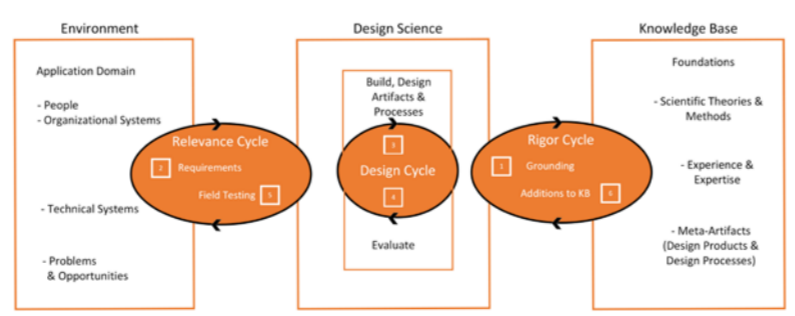 Environment
Application Domain
- People
- Organizational Systems
- Technical Systems
- Problems
& Opportunities
Relevance Cycle
2 Requirements
Field Testing 5
Design Science
Build, Design
Artifacts &
Processes
3
Design Cycle
4
Evaluate
Rigor Cycle
1 Grounding
Additions to KB 6
Knowledge Base
Foundations
- Scientific Theories &
Methods
- Experience &
Expertise
- Meta-Artifacts
(Design Products &
Design Processes)